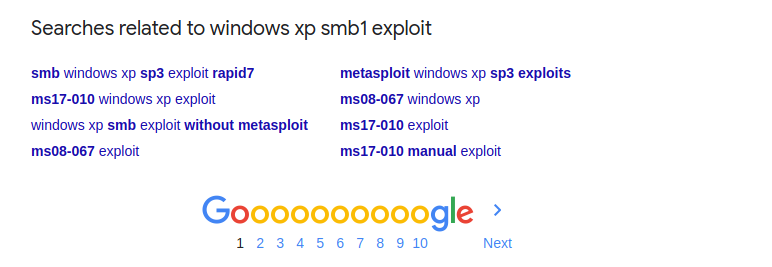 Searches related to windows xp smb1 exploit
smb windows xp sp3 exploit rapid7
metasploit windows xp sp3 exploits
ms17-010 windows xp exploit
ms08-067 windows xp
windows xp smb exploit without metasploit
ms17-010 exploit
ms08-067 exploit
ms17-010 manual exploit
Goooooooooogle >
1 2 3 4 5 6 7 8 9 10 Next